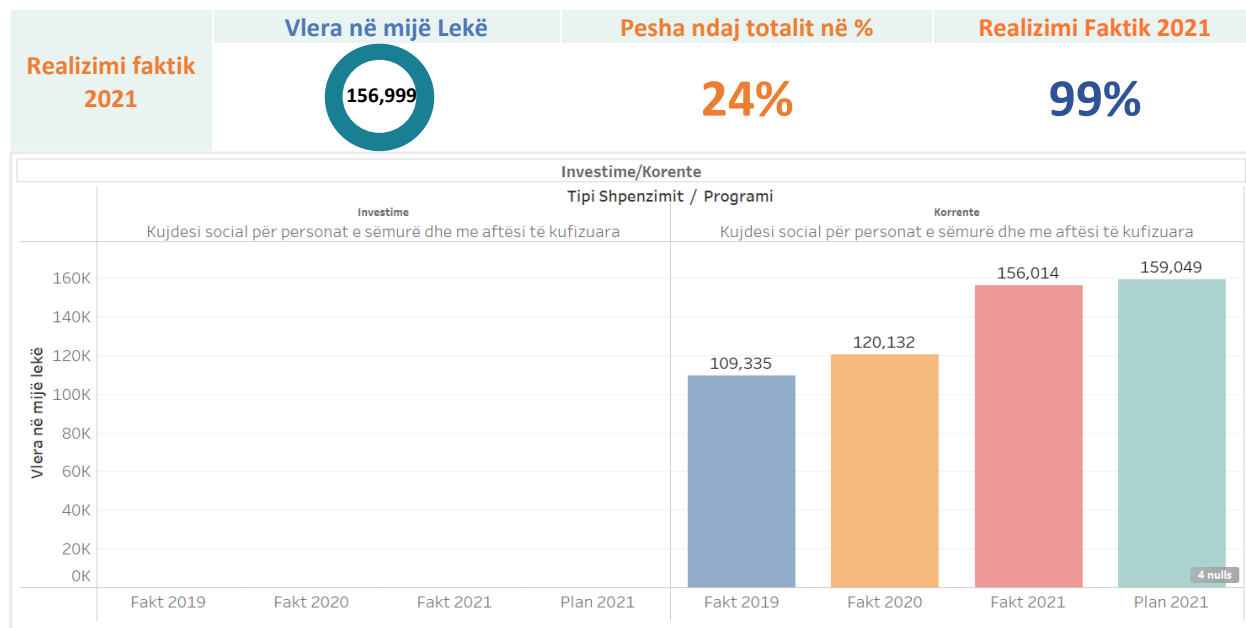 Realizimi faktik
2021
Vlera në mijë Lekë
Pesha ndaj totalit në %
Realizimi Faktik 2021
156,999
24%
99%
Investime/Korente
Tipi Shpenzimit / Programi
Investime
Korrente
Kujdesi social për personat e sëmurë dhe me aftësi të kufizuara
Kujdesi social për personat e sëmurë dhe me aftësi të kufizuara
Vlera në mijë lekë
160K
140K
120K
100K
80K
60K
40K
20K
0K
109,335
120,132
156,014
159,049
4 nulls
Fakt 2019
Fakt 2020
Fakt 2021
Plan 2021
Fakt 2019
Fakt 2020
Fakt 2021
Plan 2021